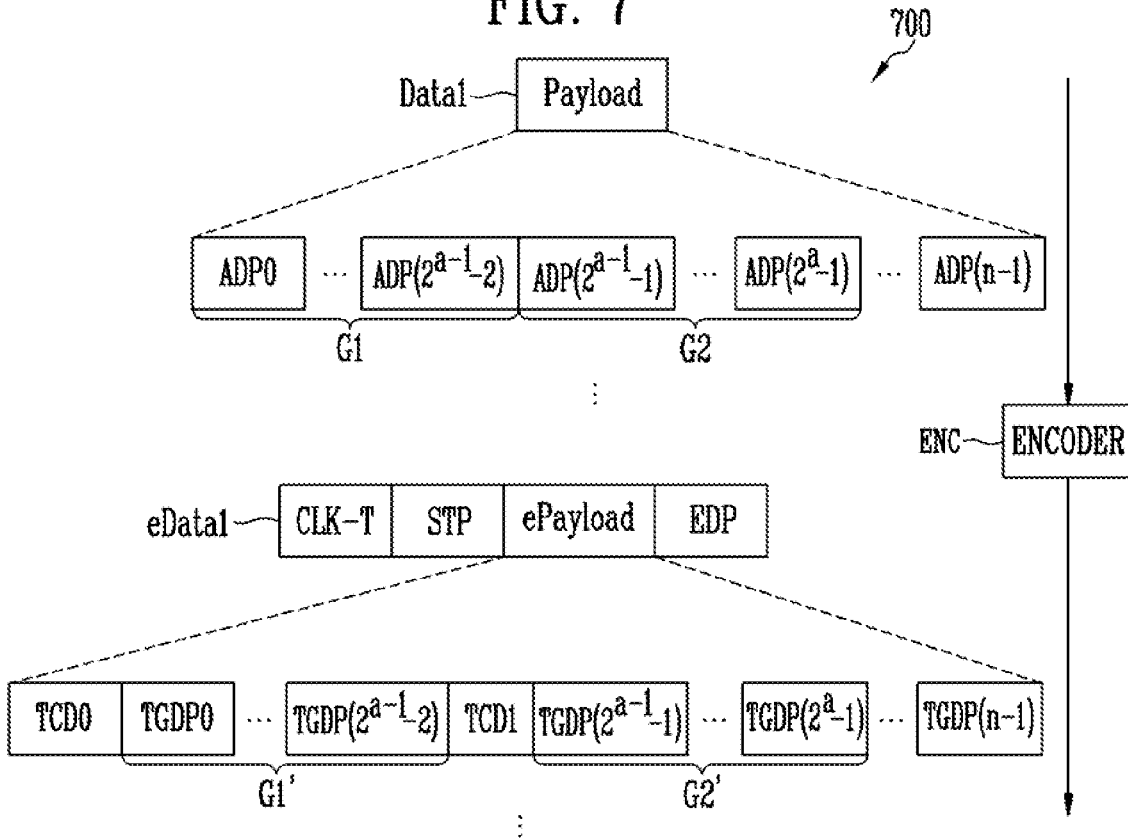 FIG. 7
700
Data1 Payload
ADP0 ... ADP(2^a-1-2) ADP(2^a-1-1) ... ADP(2^a-1) ... ADP(n-1)
G1 G2
⋮
ENC ENCODER
eData1 CLK-T STP ePayload EDP
TCD0 TGDP0 ... TGDP(2^a-1-2) TCD1 TGDP(2^a-1-1) ... TGDP(2^a-1) ... TGDP(n-1)
G1' G2'
⋮